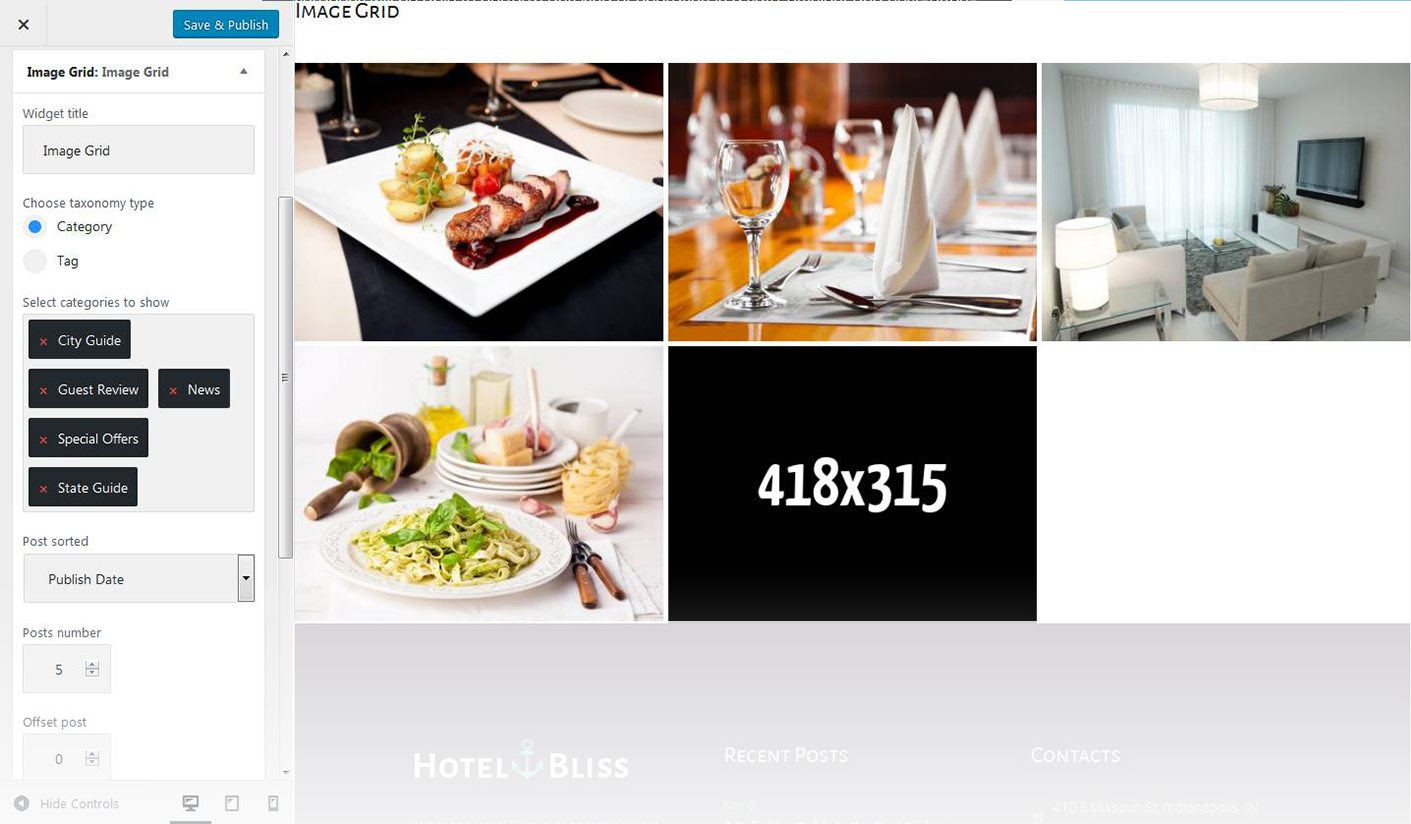 Save & Publish
Image Grid: Image Grid
Widget title
Image Grid
Choose taxonomy type
Category
Tag
Select categories to show
× City Guide
× Guest Review
× News
× Special Offers
× State Guide
Post sorted
Publish Date
Posts number
5
Offset post
0
Hide Controls
Image Grid
418x315
Hotel Bliss
Recent Posts
Contacts
410 S Missouri St, Indianapolis, IN